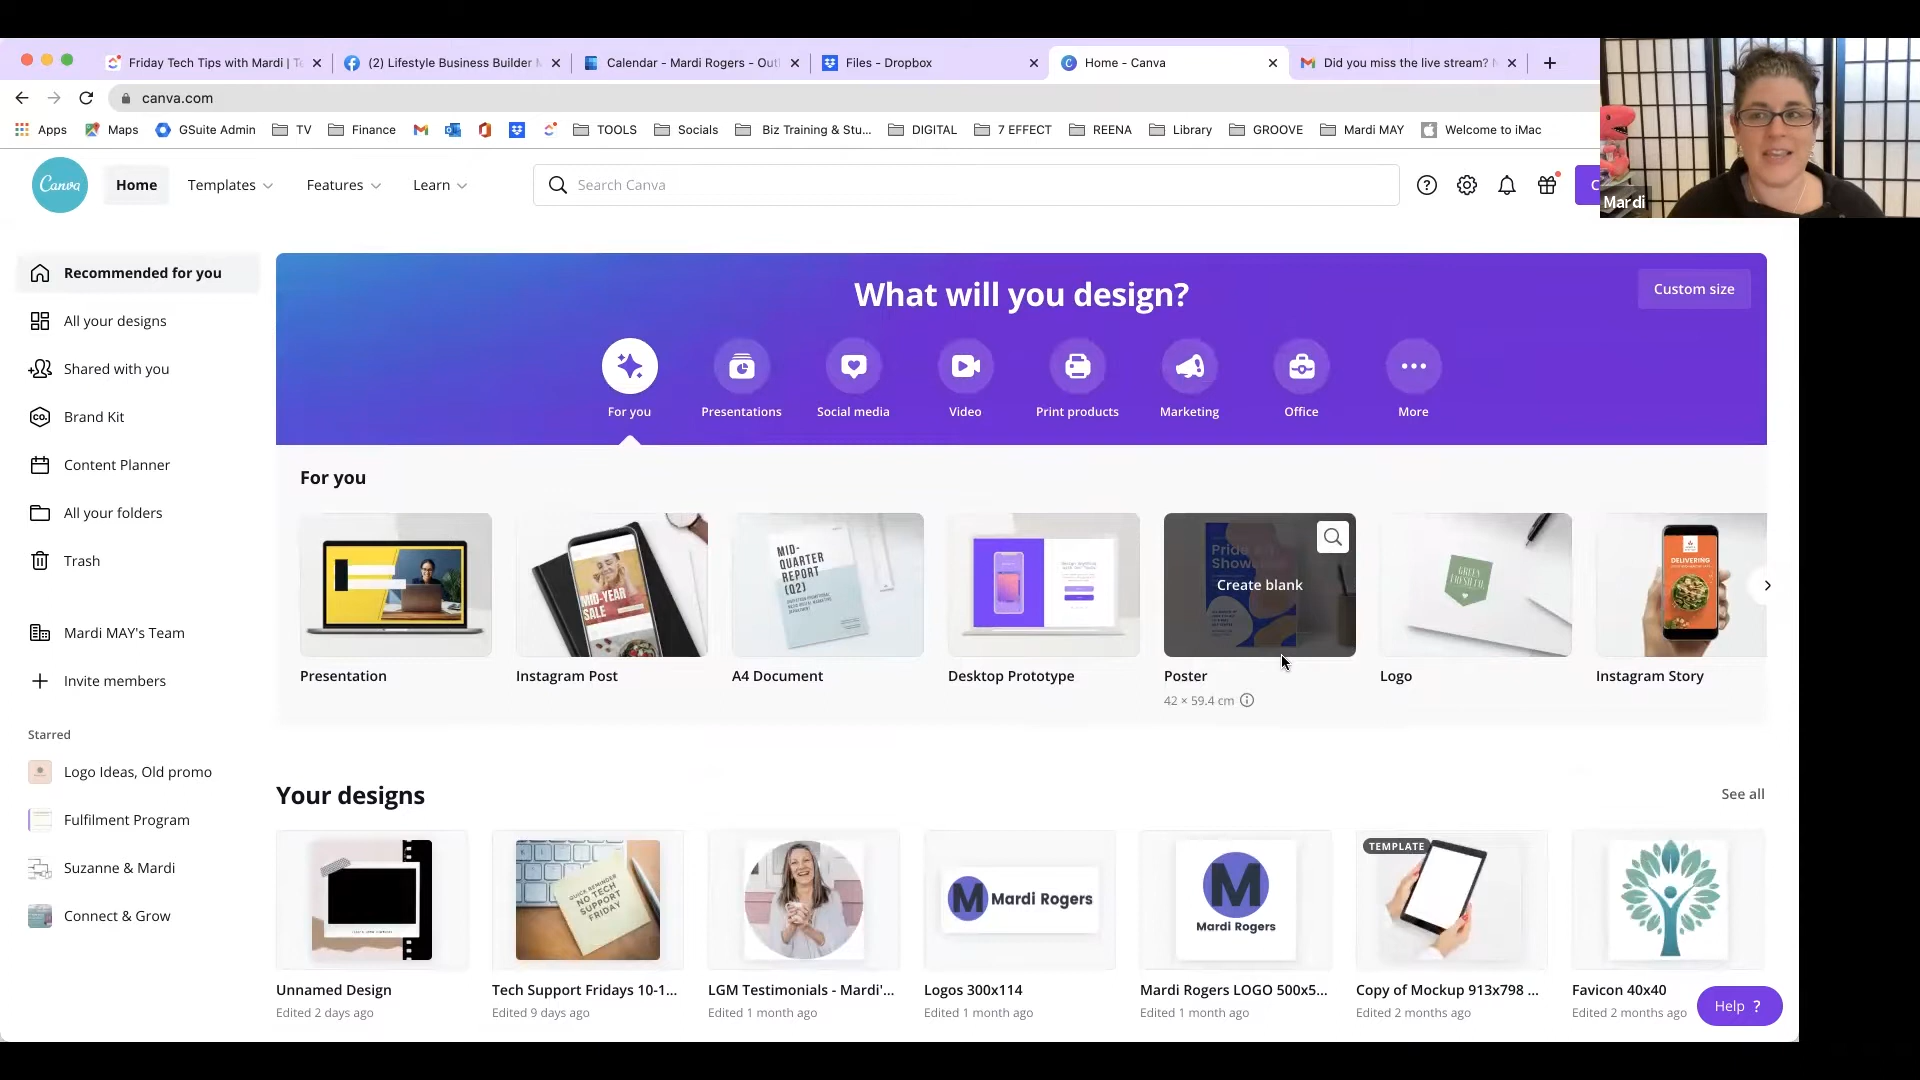 Friday Tech Tips with Mardi | T
(2) Lifestyle Business Builder M
Calendar - Mardi Rogers - Outl
Files - Dropbox
Home - Canva
Did you miss the live stream?
canva.com
Apps
Maps
GSuite Admin
TV
Finance
TOOLS
Socials
Biz Training & Stu...
DIGITAL
7 EFFECT
REENA
Library
GROOVE
Mardi MAY
Welcome to iMac
Mardi
Canva
Home
Templates
Features
Learn
Search Canva
C
Recommended for you
All your designs
Shared with you
Brand Kit
Content Planner
All your folders
Trash
Mardi MAY's Team
Invite members
Starred
Logo Ideas, Old promo
Fulfilment Program
Suzanne & Mardi
Connect & Grow
What will you design?
Custom size
For you
Presentations
Social media
Video
Print products
Marketing
Office
More
For you
MID-YEAR
SALE
MID-
QUARTER
REPORT
(Q2)
Pride Art
Show
Create blank
GREEN
FRESH CO.
DELIVERING
Presentation
Instagram Post
A4 Document
Desktop Prototype
Poster
42 × 59.4 cm
Logo
Instagram Story
Your designs
See all
QUICK REMINDER
NO TECH
SUPPORT
FRIDAY
M Mardi Rogers
M
Mardi Rogers
TEMPLATE
Unnamed Design
Edited 2 days ago
Tech Support Fridays 10-1...
Edited 9 days ago
LGM Testimonials - Mardi'...
Edited 1 month ago
Logos 300x114
Edited 1 month ago
Mardi Rogers LOGO 500x5...
Edited 1 month ago
Copy of Mockup 913x798 ...
Edited 2 months ago
Favicon 40x40
Edited 2 months ago
Help ?